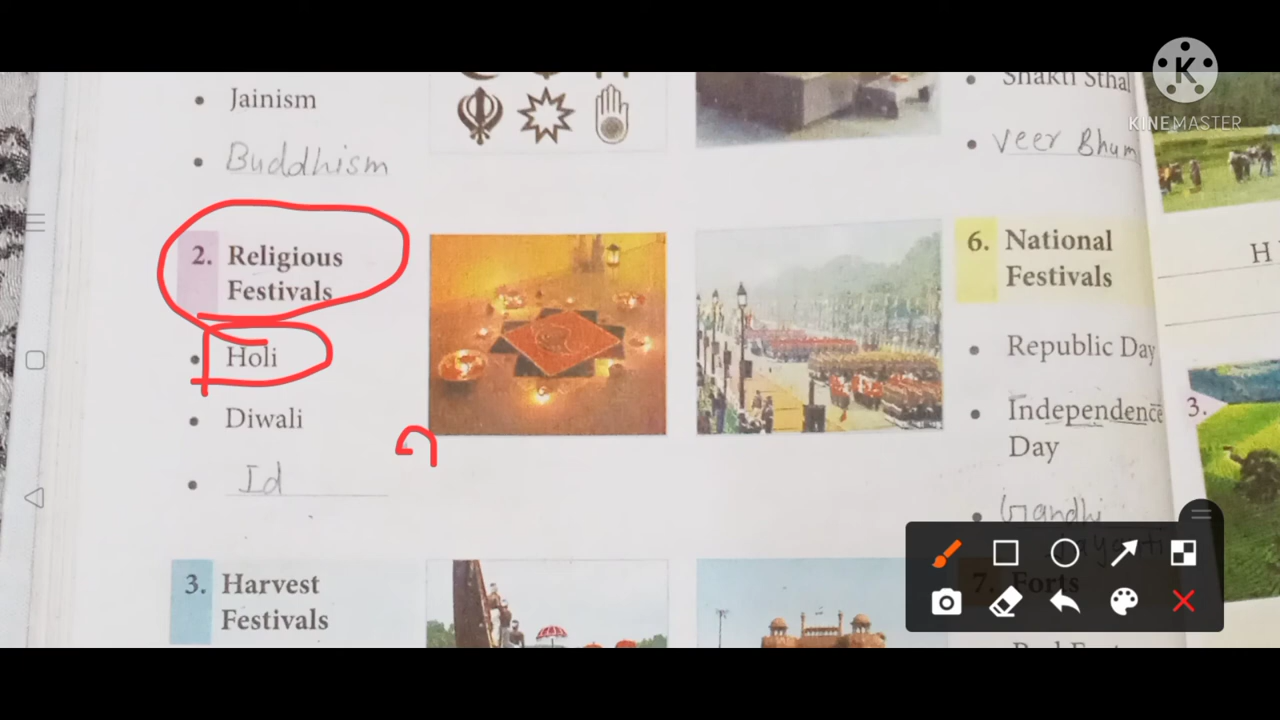 Jainism
Buddhism
2. Religious
Festivals
Holi
Diwali
Id
3. Harvest
Festivals
Shakti Sthal
Veer Bhum
6. National
Festivals
Republic Day
Independence
Day
Gandhi
7. Forts
H
3.
K
KINEMASTER